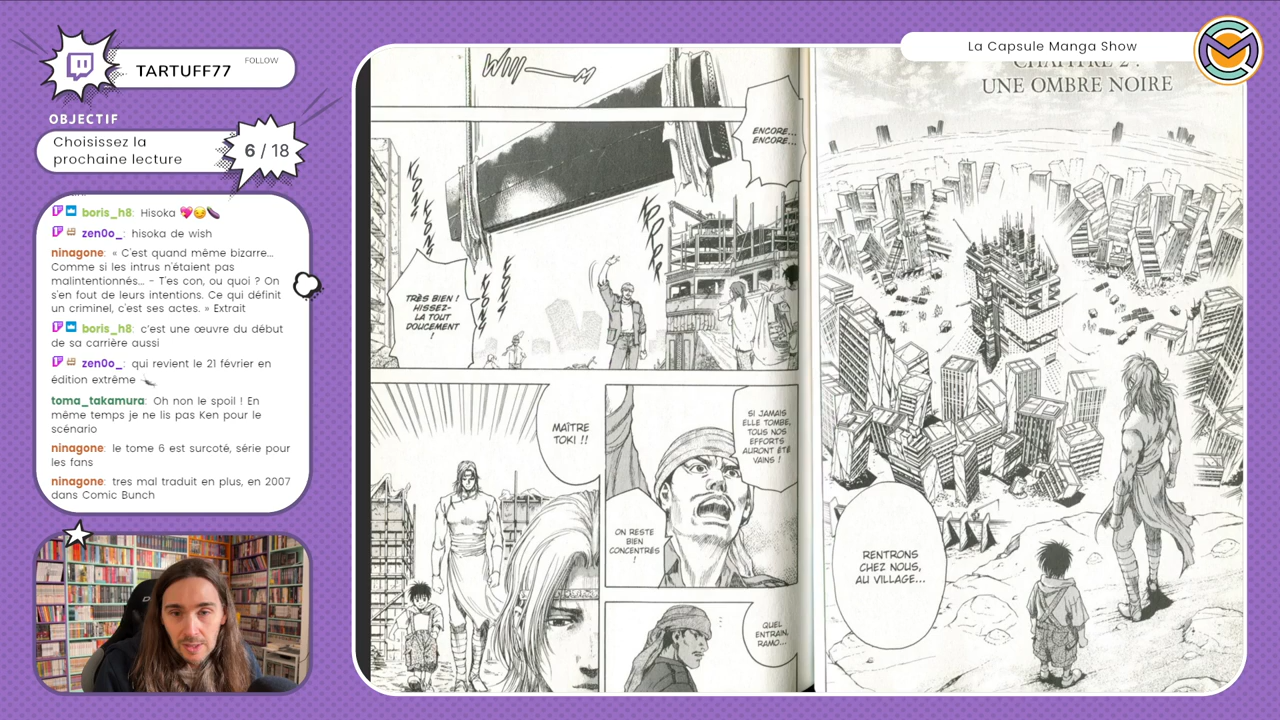 TARTUFF77
FOLLOW
OBJECTIF
Choisissez la
prochaine lecture
6 / 18
boris_h8: Hisoka 💖😏🍆
zen0o_: hisoka de wish
ninagone: « C'est quand même bizarre...
Comme si les intrus n'étaient pas
malintentionnés... - T'es con, ou quoi ? On
s'en fout de leurs intentions. Ce qui définit
un criminel, c'est ses actes. » Extrait
boris_h8: c'est une œuvre du début
de sa carrière aussi
zen0o_: qui revient le 21 février en
édition extrême
toma_takamura: Oh non le spoil ! En
même temps je ne lis pas Ken pour le
scénario
ninagone: le tome 6 est surcoté, série pour
les fans
ninagone: tres mal traduit en plus, en 2007
dans Comic Bunch
La Capsule Manga Show
ENCORE...
ENCORE...
TRÈS BIEN !
HISSEZ-
LA TOUT
DOUCEMENT
!
MAÎTRE
TOKI !!
SI JAMAIS
ELLE TOMBE,
TOUS NOS
EFFORTS
AURONT ÉTÉ
VAINS !
ON RESTE
BIEN
CONCENTRÉS
!
QUEL
ENTRAIN,
RAMO...
CHAPITRE 2 :
UNE OMBRE NOIRE
RENTRONS
CHEZ NOUS,
AU VILLAGE...